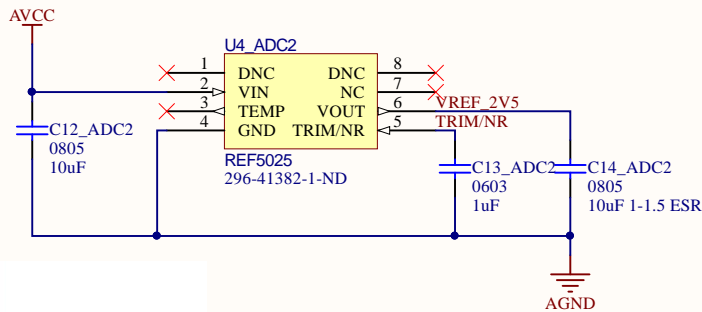 AVCC
U4_ADC2
1 DNC DNC 8
2 VIN NC 7
3 TEMP VOUT 6 VREF_2V5
4 GND TRIM/NR 5 TRIM/NR
REF5025
296-41382-1-ND
C12_ADC2
0805
10uF
C13_ADC2
0603
1uF
C14_ADC2
0805
10uF 1-1.5 ESR
AGND